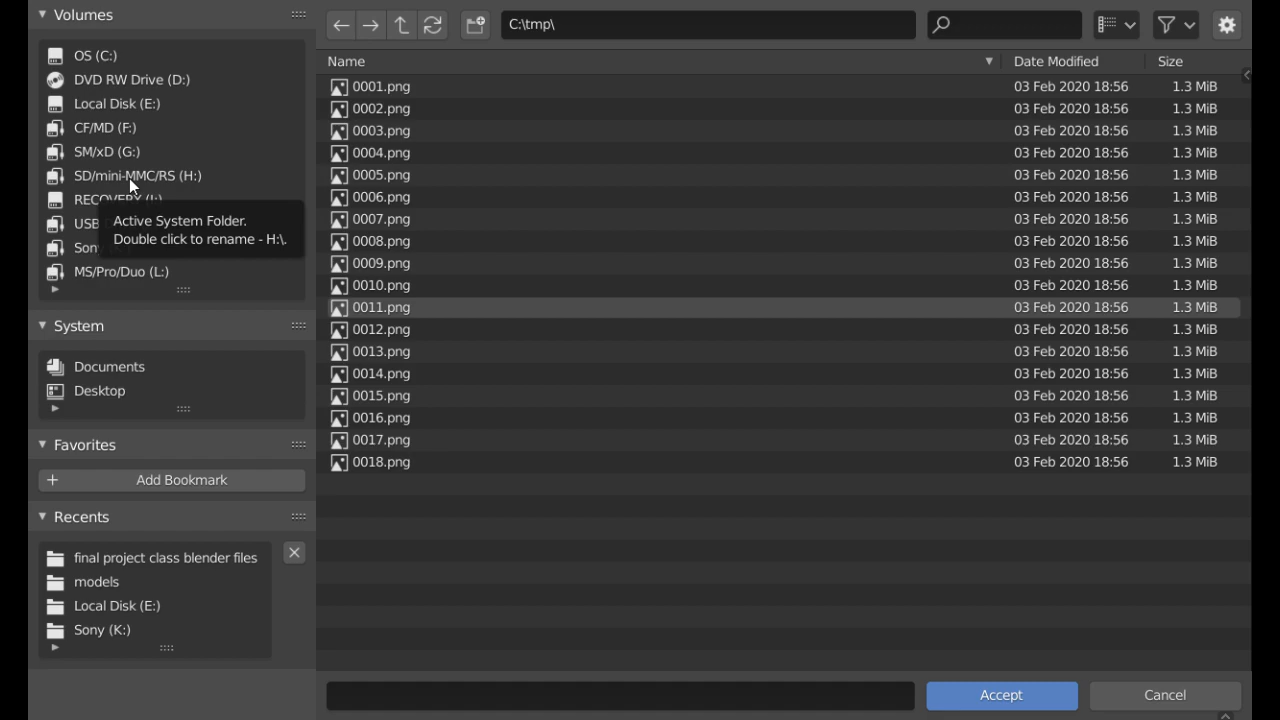 Volumes
OS (C:)
DVD RW Drive (D:)
Local Disk (E:)
CF/MD (F:)
SM/xD (G:)
SD/mini-MMC/RS (H:)
RECOVERY (I:)
USB
Sony
MS/Pro/Duo (L:)
Active System Folder.
Double click to rename - H:\.
System
Documents
Desktop
Favorites
Add Bookmark
Recents
final project class blender files
models
Local Disk (E:)
Sony (K:)
C:\tmp\
Name Date Modified Size
0001.png 03 Feb 2020 18:56 1.3 MiB
0002.png 03 Feb 2020 18:56 1.3 MiB
0003.png 03 Feb 2020 18:56 1.3 MiB
0004.png 03 Feb 2020 18:56 1.3 MiB
0005.png 03 Feb 2020 18:56 1.3 MiB
0006.png 03 Feb 2020 18:56 1.3 MiB
0007.png 03 Feb 2020 18:56 1.3 MiB
0008.png 03 Feb 2020 18:56 1.3 MiB
0009.png 03 Feb 2020 18:56 1.3 MiB
0010.png 03 Feb 2020 18:56 1.3 MiB
0011.png 03 Feb 2020 18:56 1.3 MiB
0012.png 03 Feb 2020 18:56 1.3 MiB
0013.png 03 Feb 2020 18:56 1.3 MiB
0014.png 03 Feb 2020 18:56 1.3 MiB
0015.png 03 Feb 2020 18:56 1.3 MiB
0016.png 03 Feb 2020 18:56 1.3 MiB
0017.png 03 Feb 2020 18:56 1.3 MiB
0018.png 03 Feb 2020 18:56 1.3 MiB
Accept Cancel